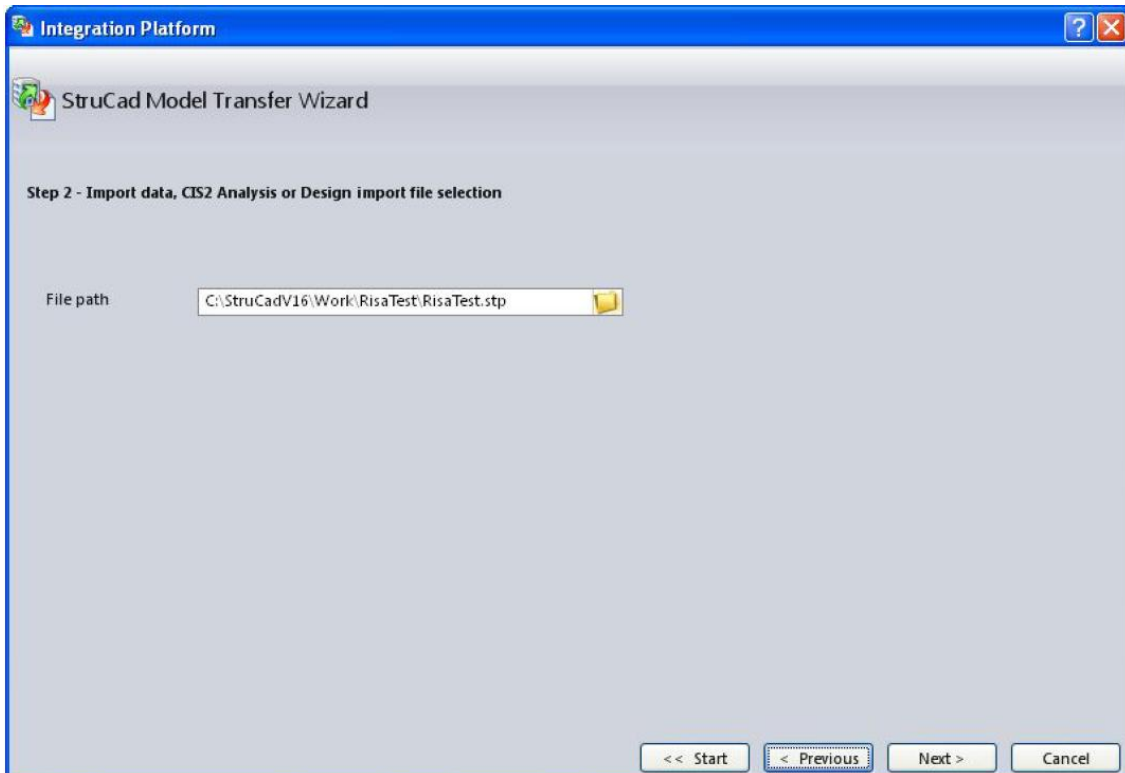 Integration Platform
StruCad Model Transfer Wizard
Step 2 - Import data, CIS2 Analysis or Design import file selection
File path C:\StruCadV16\Work\RisaTest\RisaTest.stp
<< Start < Previous Next > Cancel